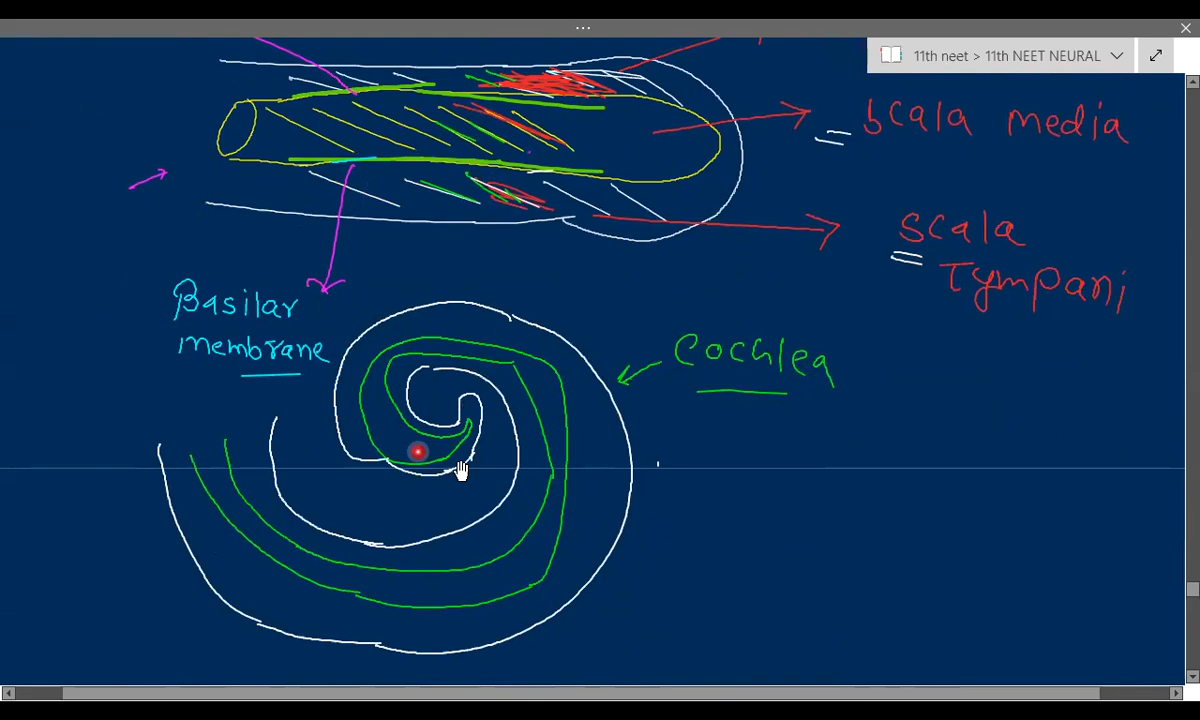 11th neet > 11th NEET NEURAL
Scala media
Scala
Tympani
Basilar
membrane
Cochlea